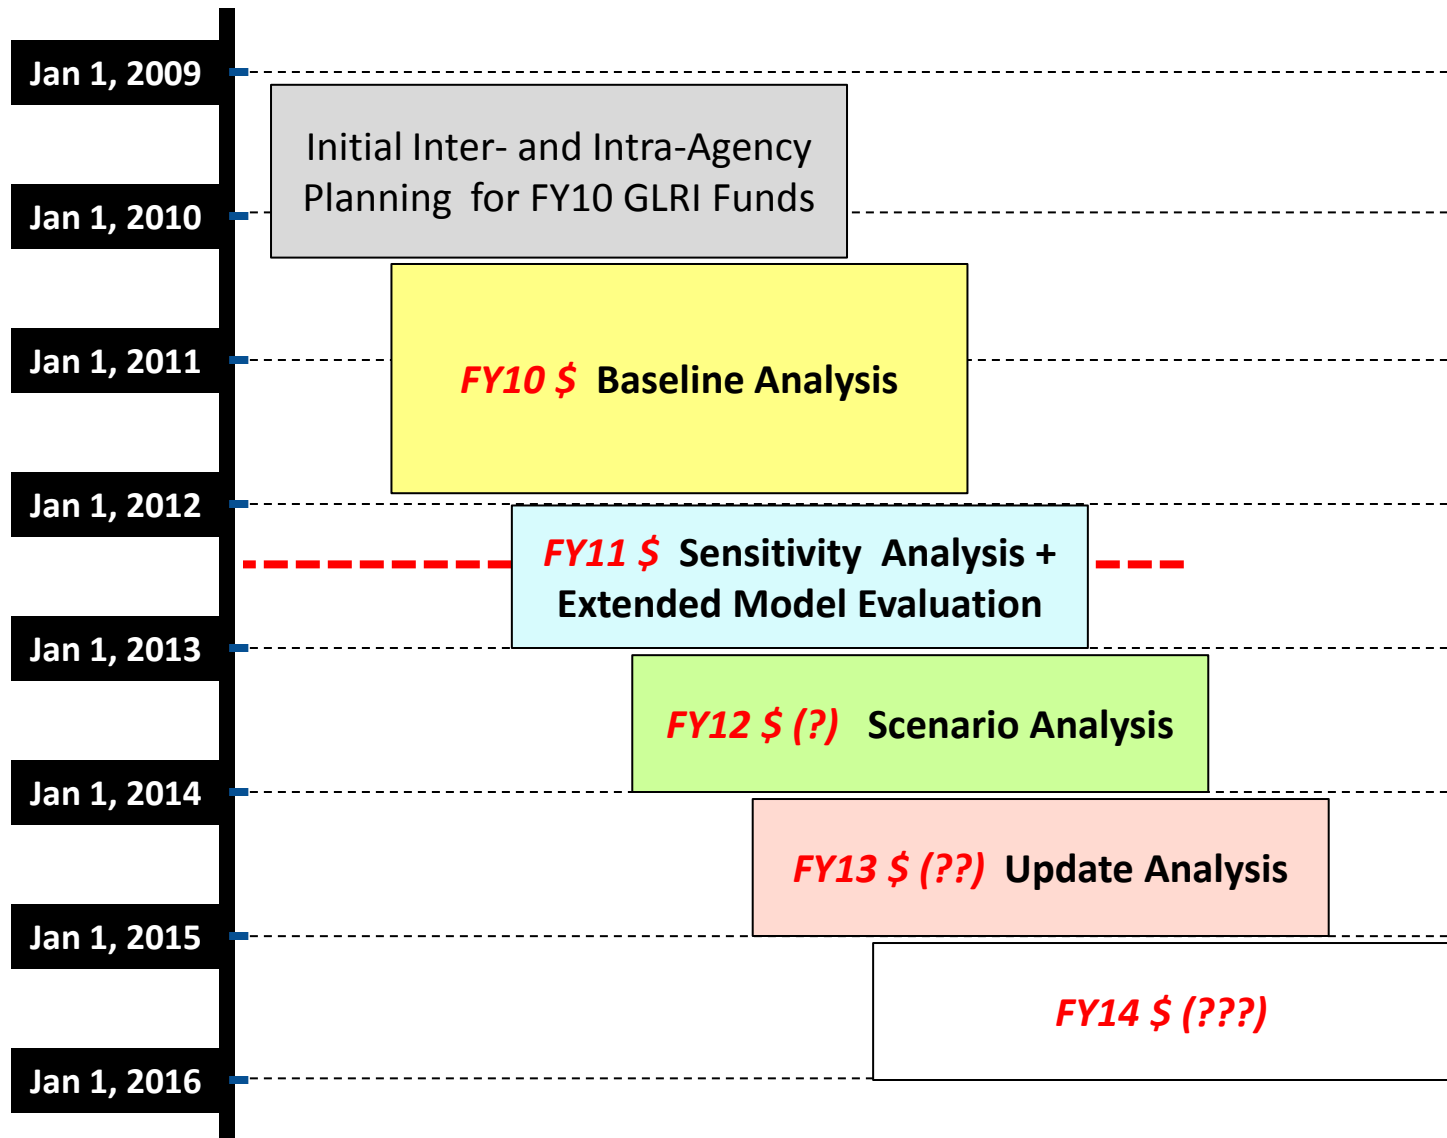 Jan 1, 2009
Initial Inter- and Intra-Agency
Planning for FY10 GLRI Funds
Jan 1, 2010
Jan 1, 2011
FY10 $ Baseline Analysis
Jan 1, 2012
FY11 $ Sensitivity Analysis +
Extended Model Evaluation
Jan 1, 2013
FY12 $ (?) Scenario Analysis
Jan 1, 2014
FY13 $ (??) Update Analysis
Jan 1, 2015
FY14 $ (???)
Jan 1, 2016